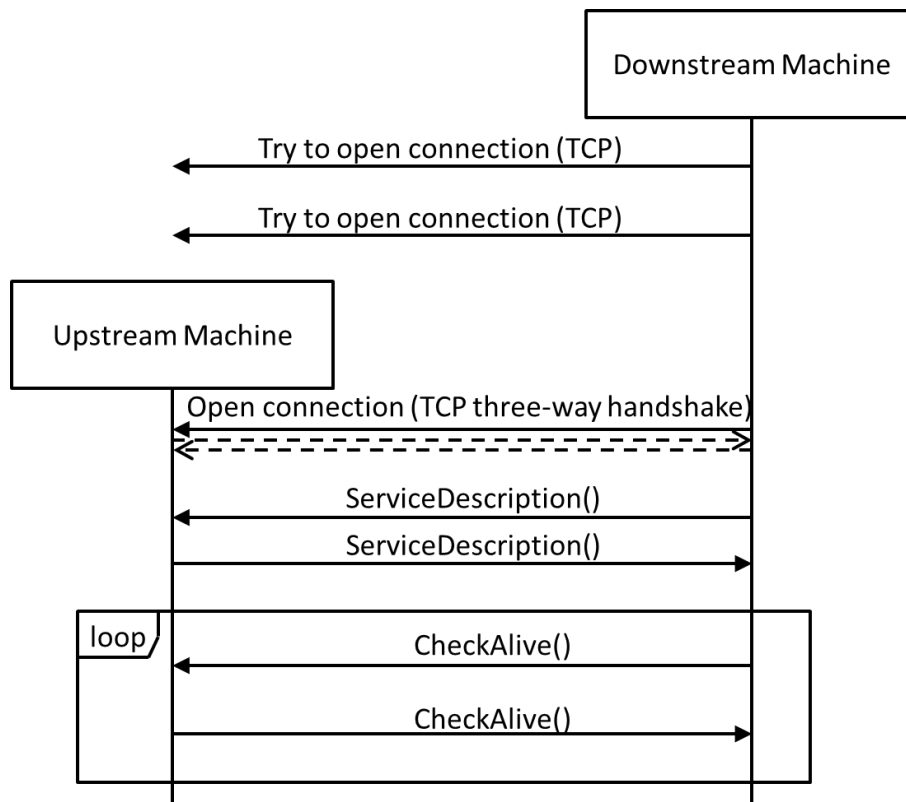 Downstream Machine
Try to open connection (TCP)
Try to open connection (TCP)
Upstream Machine
Open connection (TCP three-way handshake)
ServiceDescription()
ServiceDescription()
loop
CheckAlive()
CheckAlive()